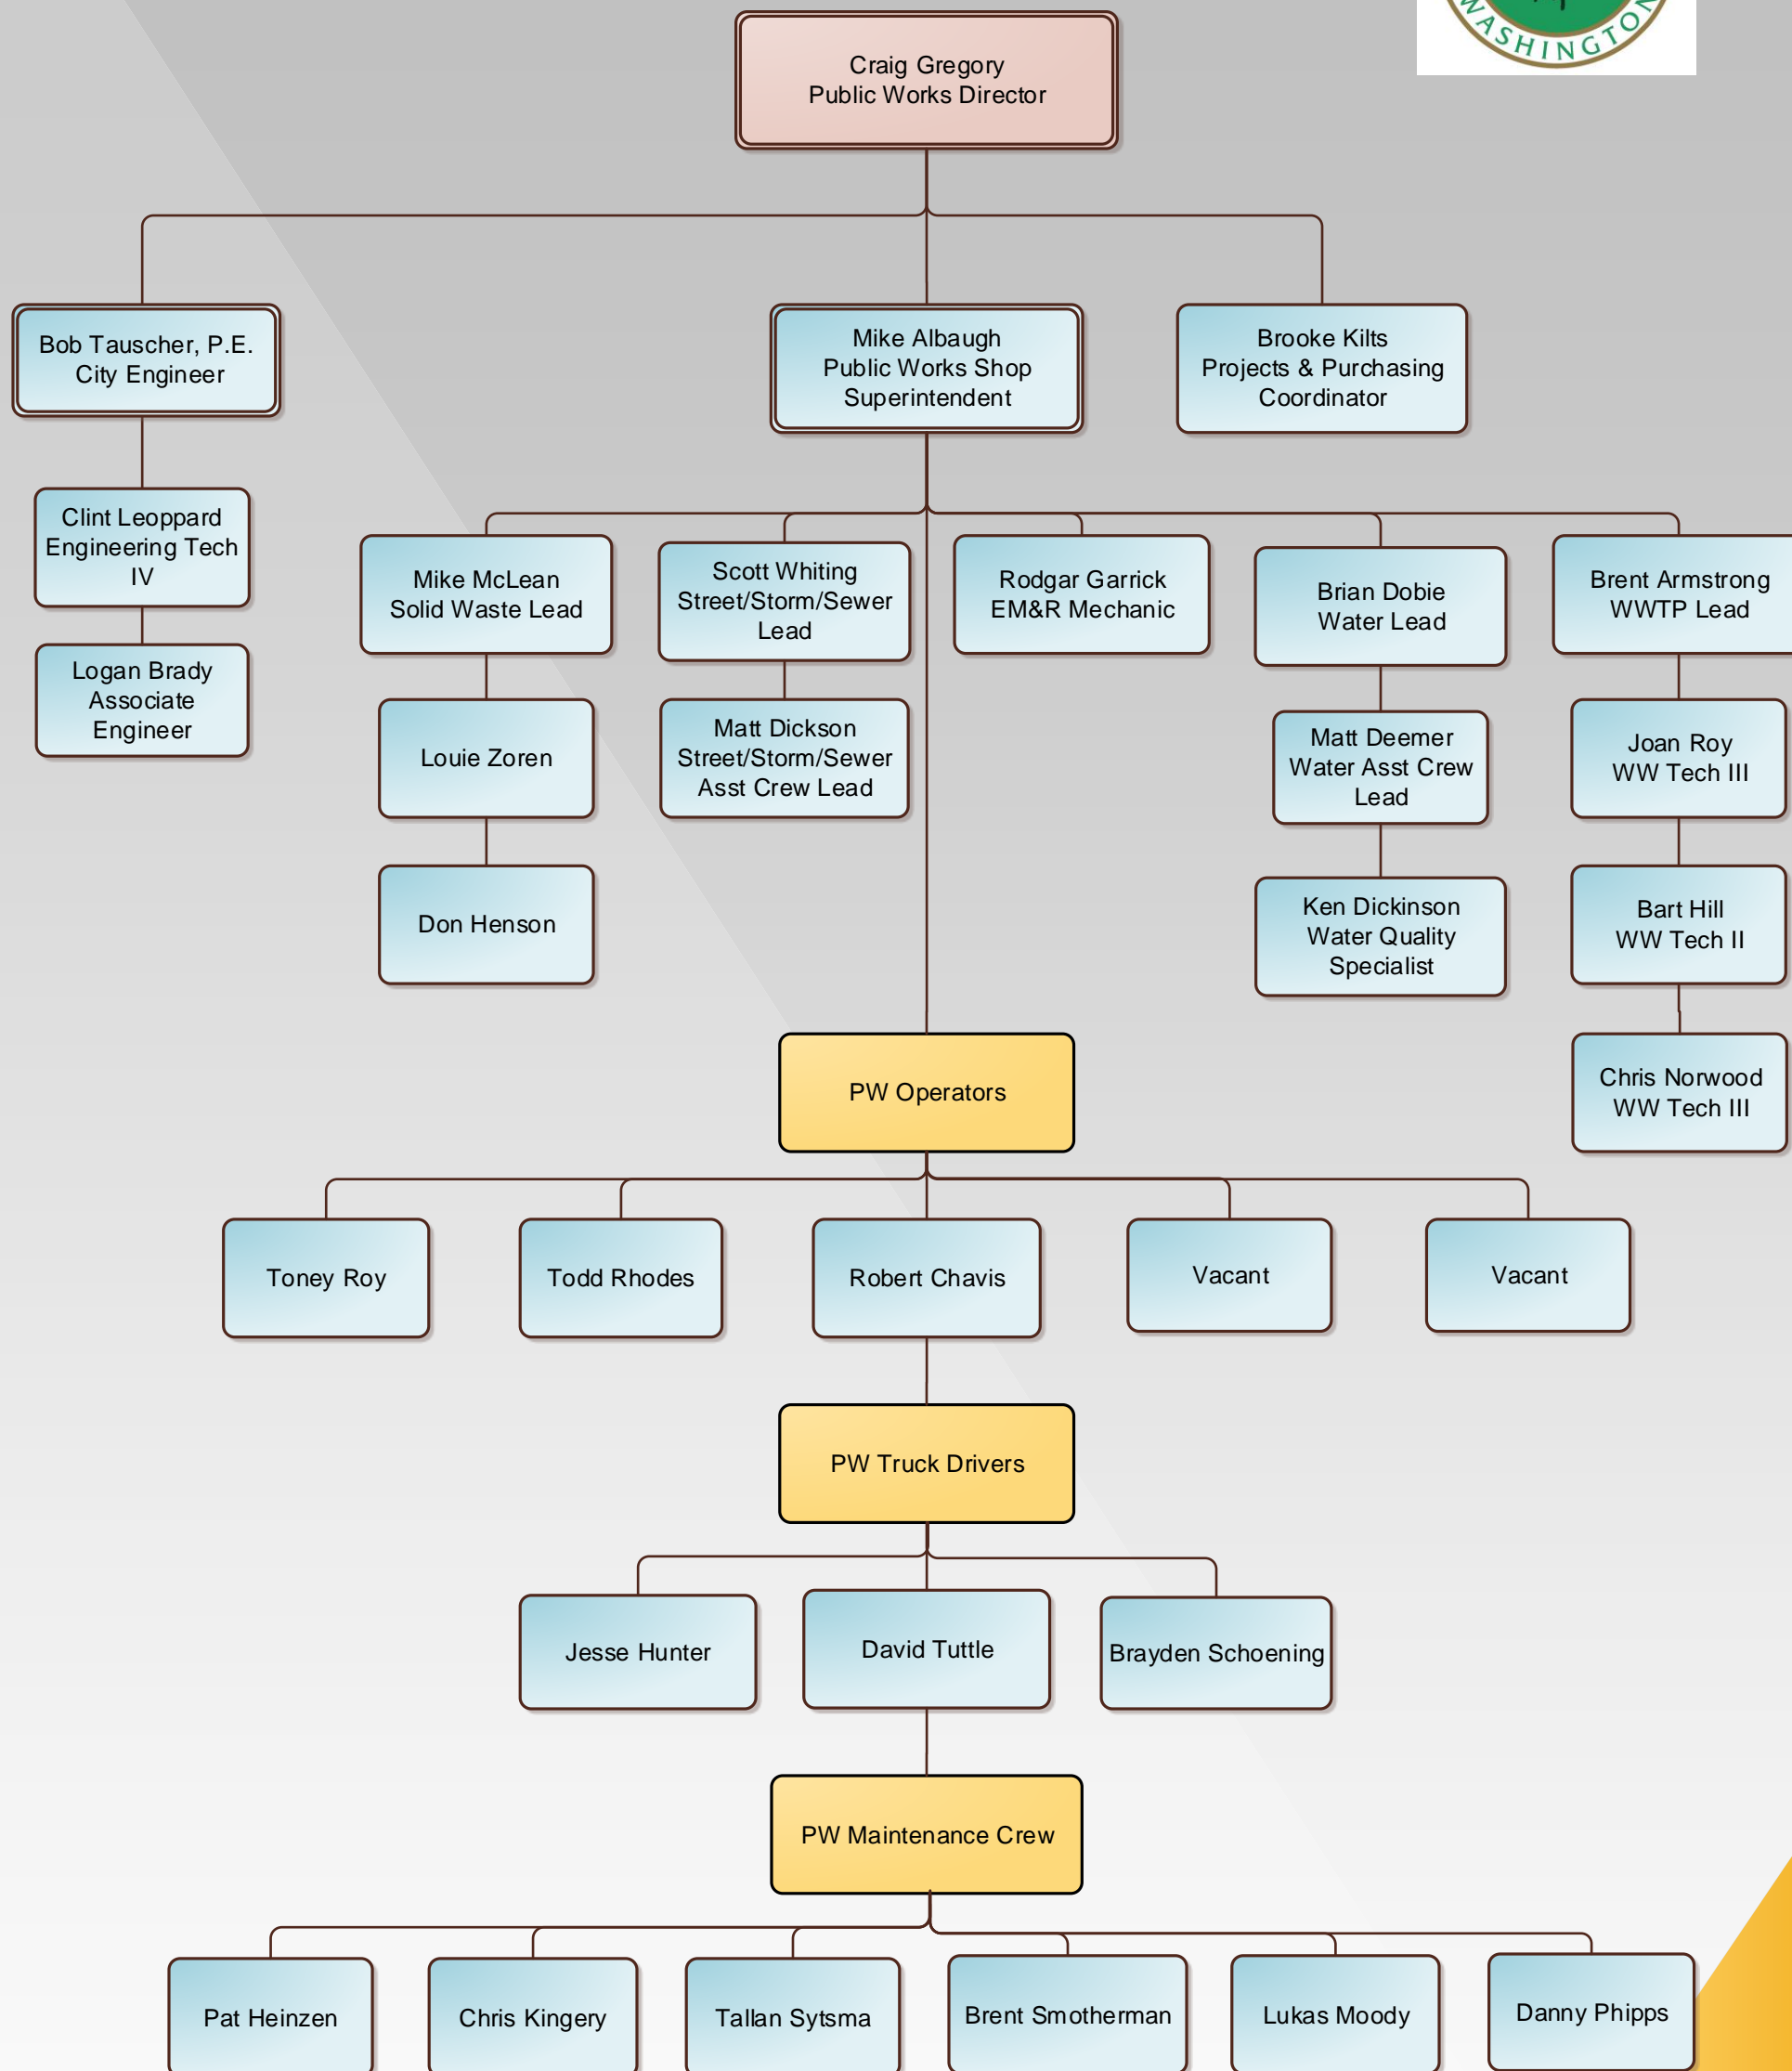 WASHINGTON
Craig Gregory
Public Works Director
Bob Tauscher, P.E.
City Engineer
Mike Albaugh
Public Works Shop
Superintendent
Brooke Kilts
Projects & Purchasing
Coordinator
Clint Leoppard
Engineering Tech
IV
Logan Brady
Associate
Engineer
Mike McLean
Solid Waste Lead
Scott Whiting
Street/Storm/Sewer
Lead
Rodgar Garrick
EM&R Mechanic
Brian Dobie
Water Lead
Brent Armstrong
WWTP Lead
Louie Zoren
Matt Dickson
Street/Storm/Sewer
Asst Crew Lead
Matt Deemer
Water Asst Crew
Lead
Joan Roy
WW Tech III
Don Henson
Ken Dickinson
Water Quality
Specialist
Bart Hill
WW Tech II
Chris Norwood
WW Tech III
PW Operators
Toney Roy
Todd Rhodes
Robert Chavis
Vacant
Vacant
PW Truck Drivers
Jesse Hunter
David Tuttle
Brayden Schoening
PW Maintenance Crew
Pat Heinzen
Chris Kingery
Tallan Sytsma
Brent Smotherman
Lukas Moody
Danny Phipps